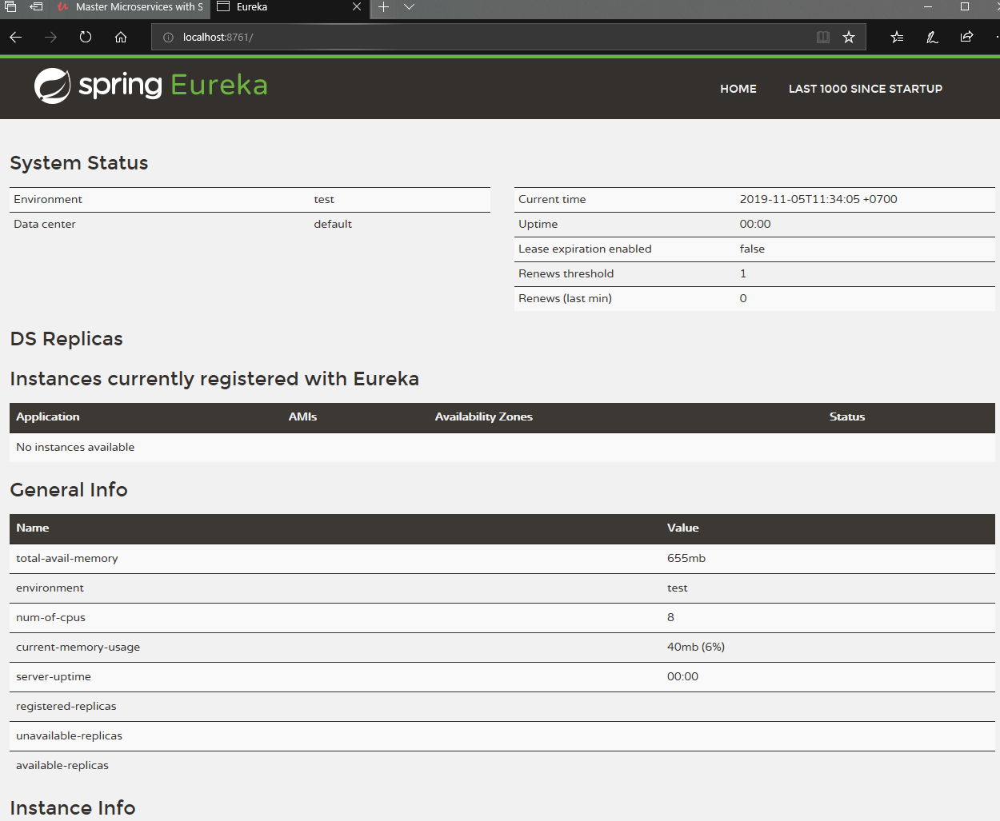 Master Microservices with S
Eureka
localhost:8761/
spring Eureka
HOME LAST 1000 SINCE STARTUP
System Status
Environment test
Data center default
Current time 2019-11-05T11:34:05 +0700
Uptime 00:00
Lease expiration enabled false
Renews threshold 1
Renews (last min) 0
DS Replicas
Instances currently registered with Eureka
Application AMIs Availability Zones Status
No instances available
General Info
Name Value
total-avail-memory 655mb
environment test
num-of-cpus 8
current-memory-usage 40mb (6%)
server-uptime 00:00
registered-replicas
unavailable-replicas
available-replicas
Instance Info